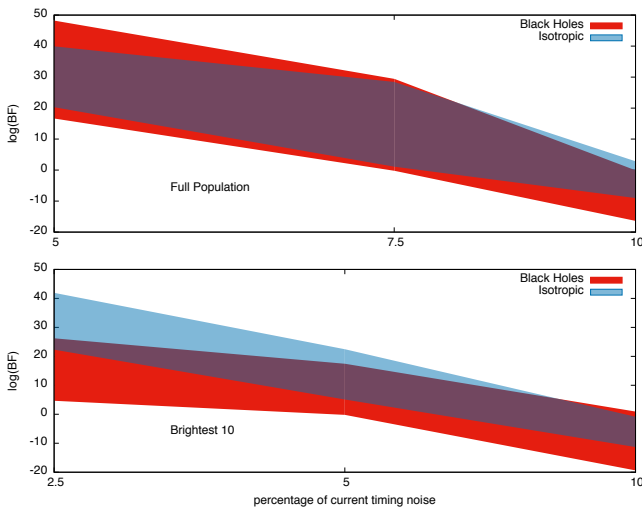 50
40
30
20
10
0
-10
-20
log(BF)
Black Holes
Isotropic
Full Population
5 7.5 10
50
40
30
20
10
0
-10
-20
log(BF)
Black Holes
Isotropic
Brightest 10
2.5 5 10
percentage of current timing noise